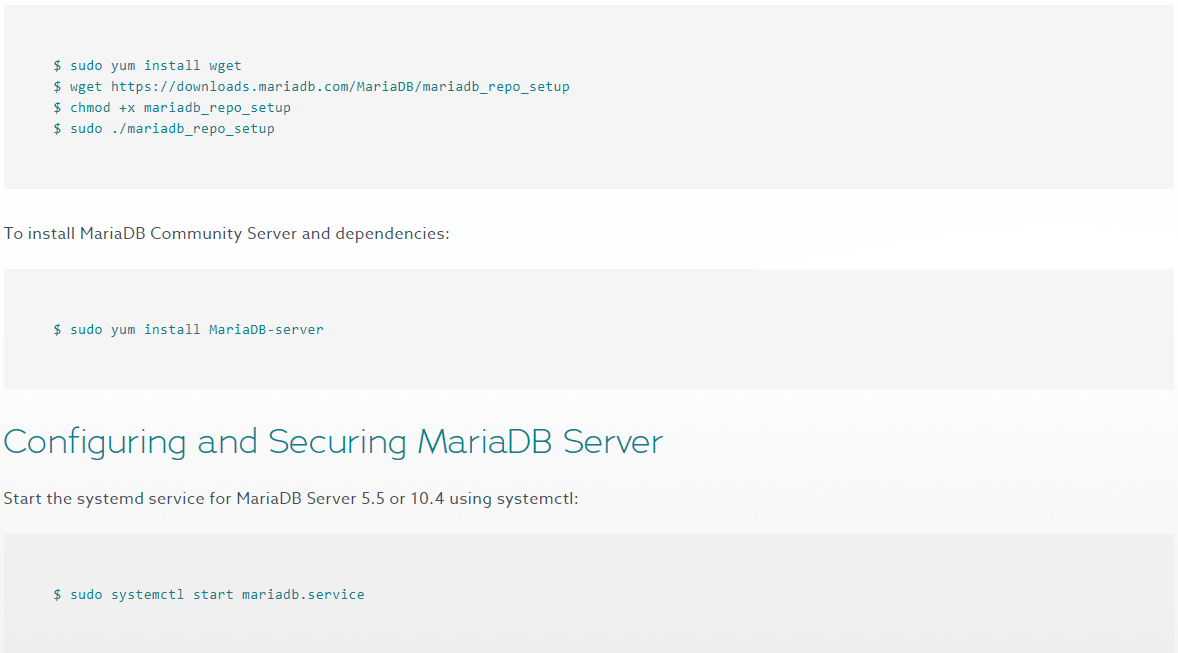 $ sudo yum install wget
$ wget https://downloads.mariadb.com/MariaDB/mariadb_repo_setup
$ chmod +x mariadb_repo_setup
$ sudo ./mariadb_repo_setup
To install MariaDB Community Server and dependencies:
$ sudo yum install MariaDB-server
Configuring and Securing MariaDB Server
Start the systemd service for MariaDB Server 5.5 or 10.4 using systemctl:
$ sudo systemctl start mariadb.service